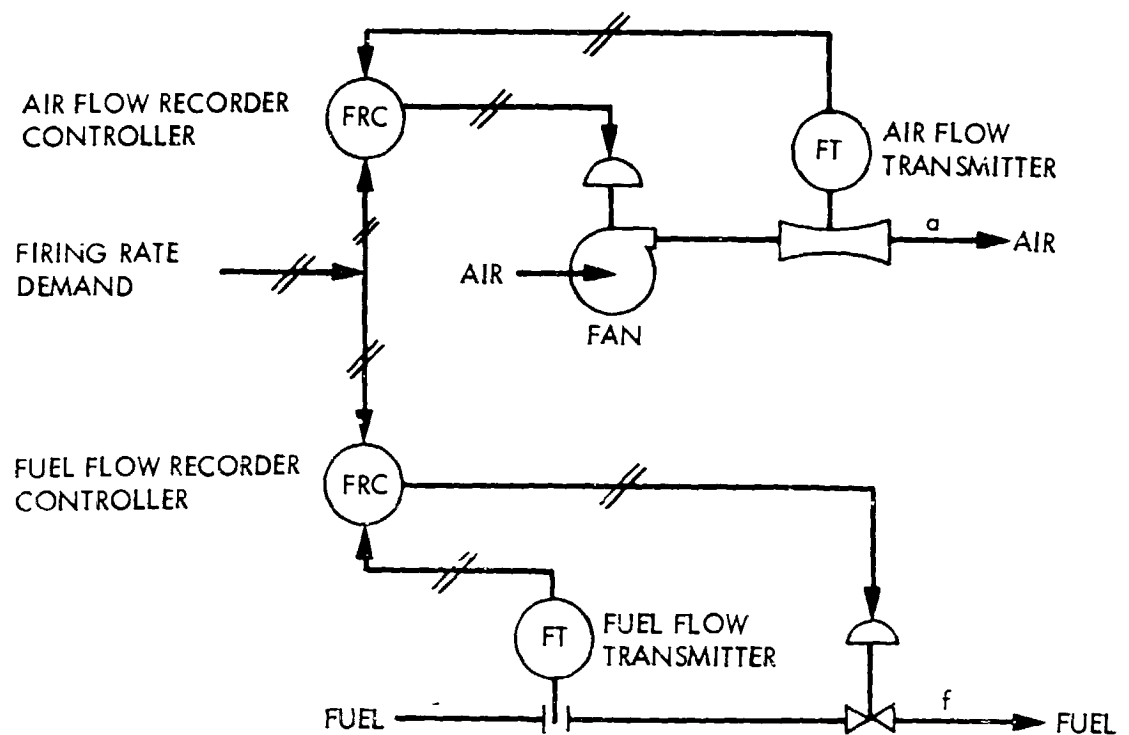 AIR FLOW RECORDER
CONTROLLER
FRC
FT
AIR FLOW
TRANSMITTER
a
AIR
FIRING RATE
DEMAND
AIR
FAN
FUEL FLOW RECORDER
CONTROLLER
FRC
FT
FUEL FLOW
TRANSMITTER
FUEL
f
FUEL